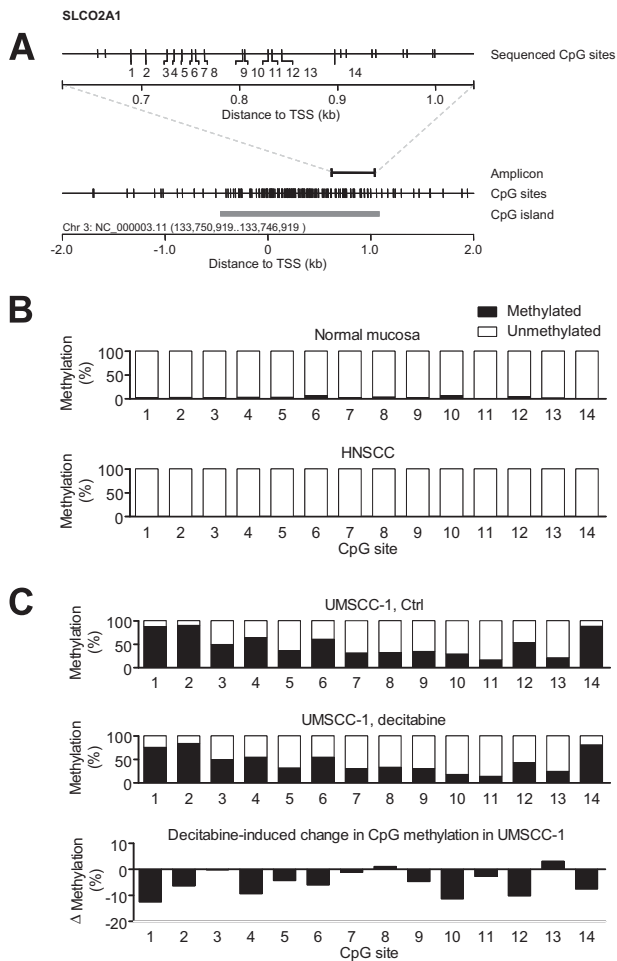 SLCO2A1
A
Sequenced CpG sites
1 2 3 4 5 6 7 8 9 10 11 12 13 14
0.7 0.8 0.9 1.0
Distance to TSS (kb)
Amplicon
CpG sites
CpG island
Chr 3: NC_000003.11 (133,750,919..133,746,919 )
-2.0 -1.0 0 1.0 2.0
Distance to TSS (kb)
B
Methylated
Unmethylated
Normal mucosa
Methylation
(%)
100
50
0
1 2 3 4 5 6 7 8 9 10 11 12 13 14
HNSCC
Methylation
(%)
100
50
0
1 2 3 4 5 6 7 8 9 10 11 12 13 14
CpG site
C
UMSCC-1, Ctrl
Methylation
(%)
100
50
0
1 2 3 4 5 6 7 8 9 10 11 12 13 14
UMSCC-1, decitabine
Methylation
(%)
100
50
0
1 2 3 4 5 6 7 8 9 10 11 12 13 14
Decitabine-induced change in CpG methylation in UMSCC-1
Δ Methylation
(%)
10
0
-10
-20
1 2 3 4 5 6 7 8 9 10 11 12 13 14
CpG site